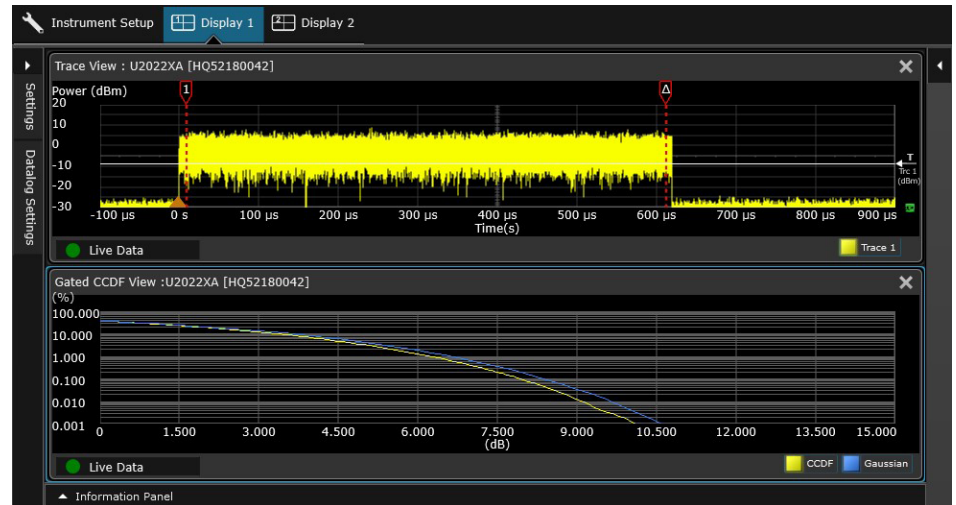 Instrument Setup 1 Display 1 2 Display 2
Trace View : U2022XA [HQ52180042]
Power (dBm)
1 Δ
20
10
0
-10
-20
-30
T
Trc 1
(dBm)
-100 µs 0 s 100 µs 200 µs 300 µs 400 µs 500 µs 600 µs 700 µs 800 µs 900 µs
Time(s)
Live Data Trace 1
Settings
Datalog Settings
Gated CCDF View :U2022XA [HQ52180042]
(%)
100.000
10.000
1.000
0.100
0.010
0.001
0 1.500 3.000 4.500 6.000 7.500 9.000 10.500 12.000 13.500 15.000
(dB)
Live Data CCDF Gaussian
Information Panel